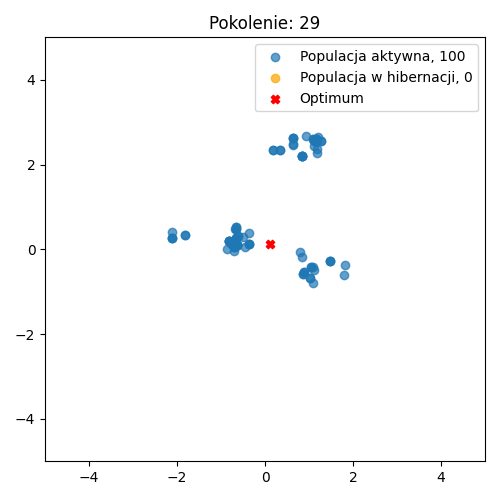 Pokolenie: 29
Populacja aktywna, 100
Populacja w hibernacji, 0
Optimum
4
2
0
−2
−4
−4 −2 0 2 4